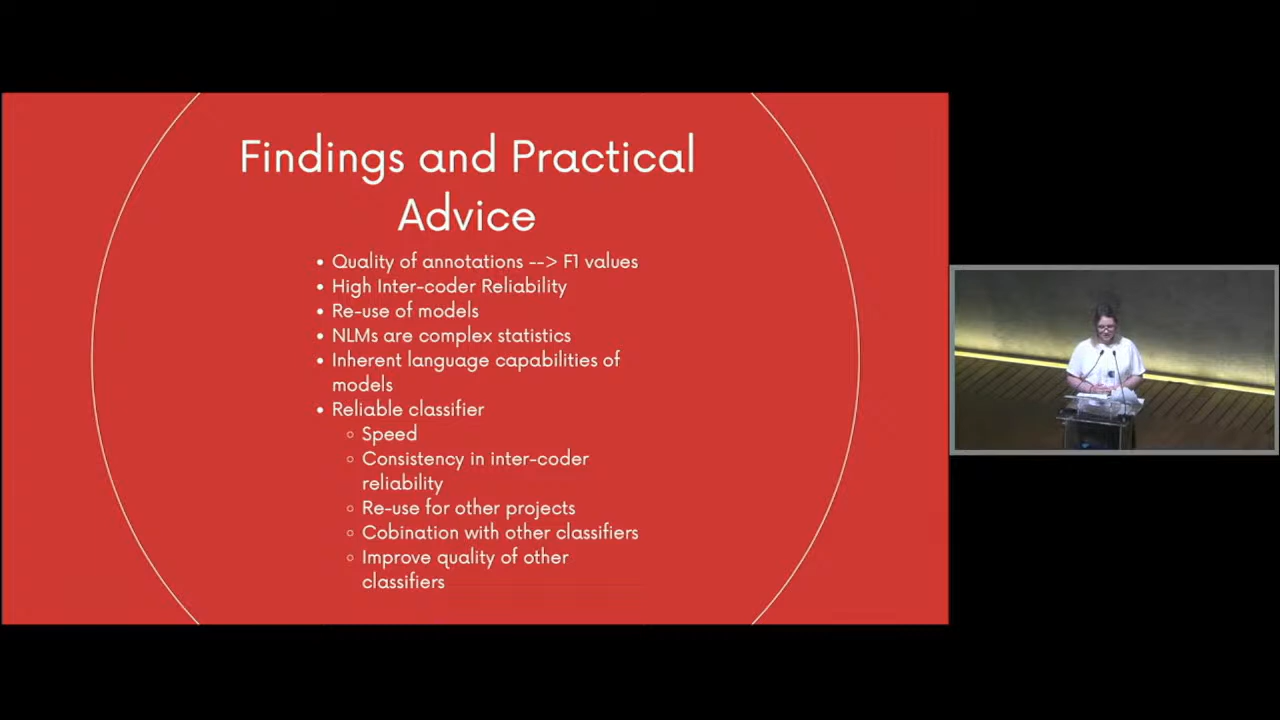 Findings and Practical
Advice
• Quality of annotations --> F1 values
• High Inter-coder Reliability
• Re-use of models
• NLMs are complex statistics
• Inherent language capabilities of
models
• Reliable classifier
◦ Speed
◦ Consistency in inter-coder
reliability
◦ Re-use for other projects
◦ Cobination with other classifiers
◦ Improve quality of other
classifiers